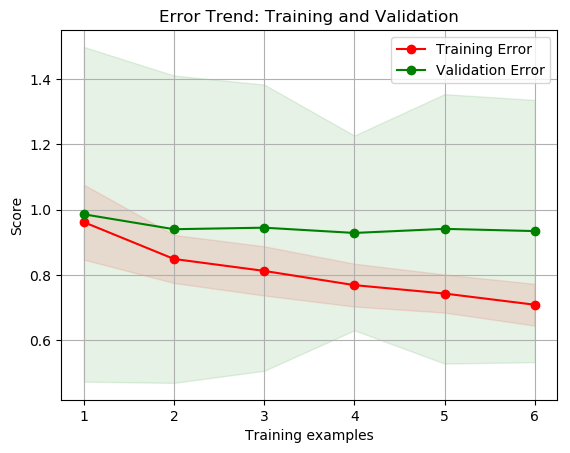 Error Trend: Training and Validation
Training Error
Validation Error
Score
1.4
1.2
1.0
0.8
0.6
1 2 3 4 5 6
Training examples